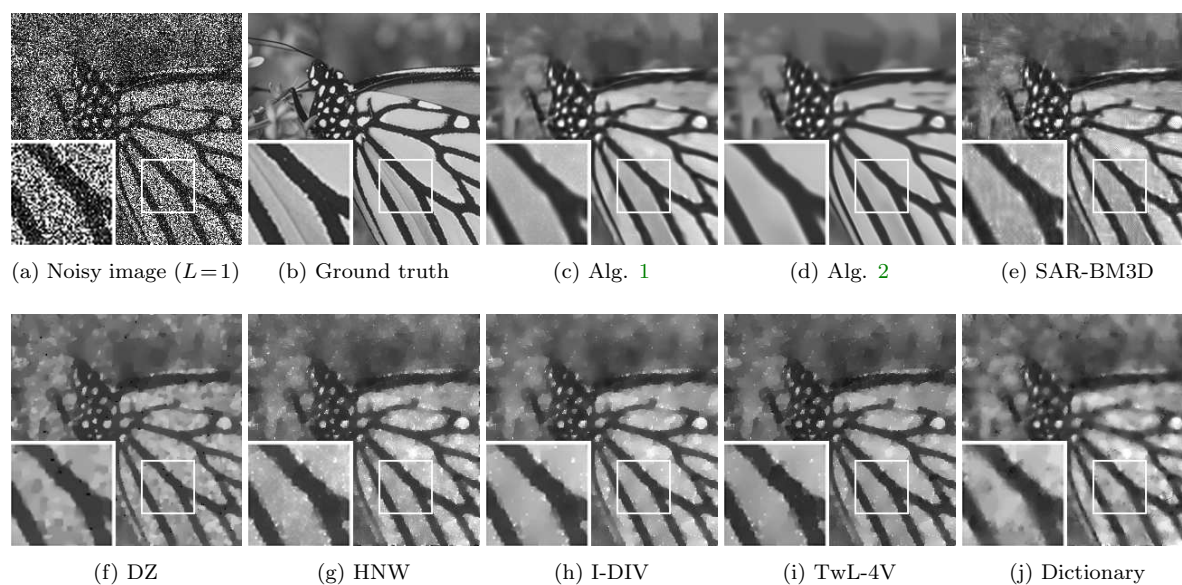 (a) Noisy image (L=1)
(b) Ground truth
(c) Alg. 1
(d) Alg. 2
(e) SAR-BM3D
(f) DZ
(g) HNW
(h) I-DIV
(i) TwL-4V
(j) Dictionary